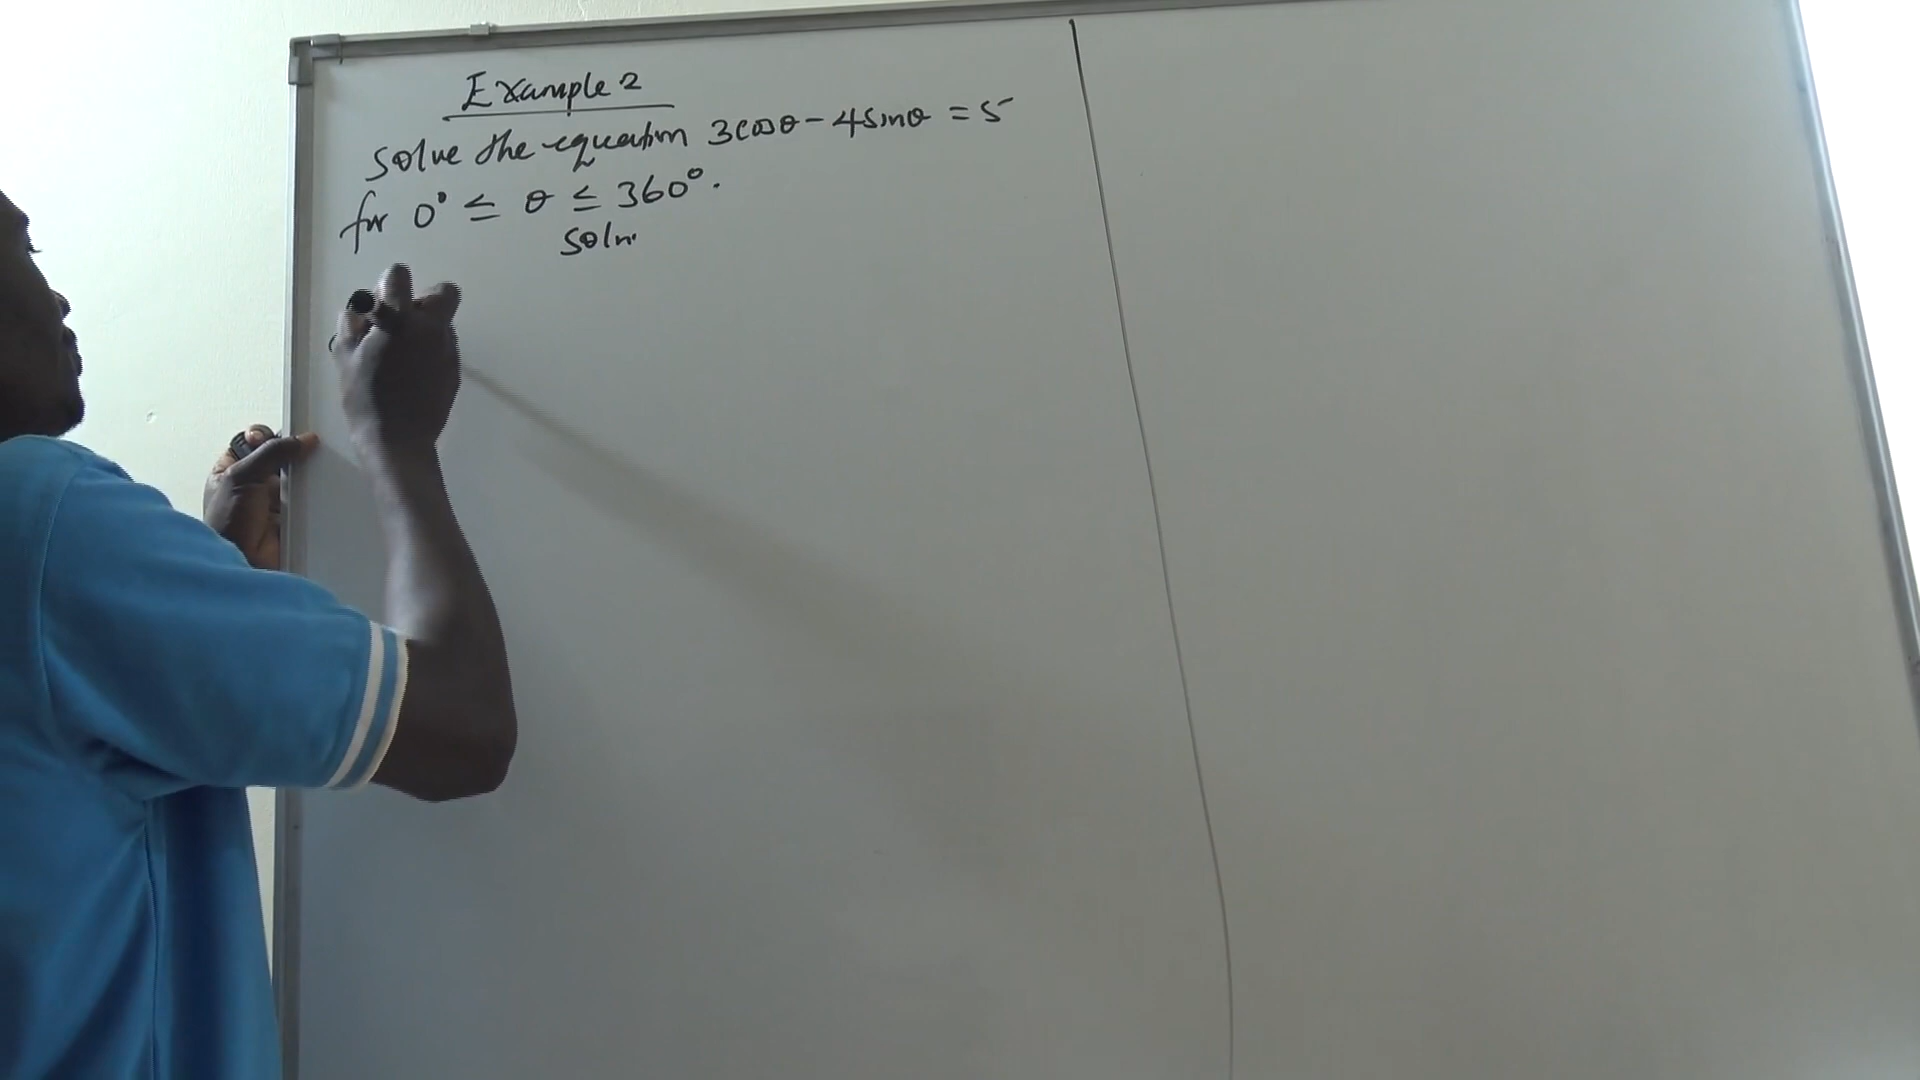 Example 2
Solve the equation 3cosθ - 4sinθ = 5
for 0° ≤ θ ≤ 360°.
Soln.